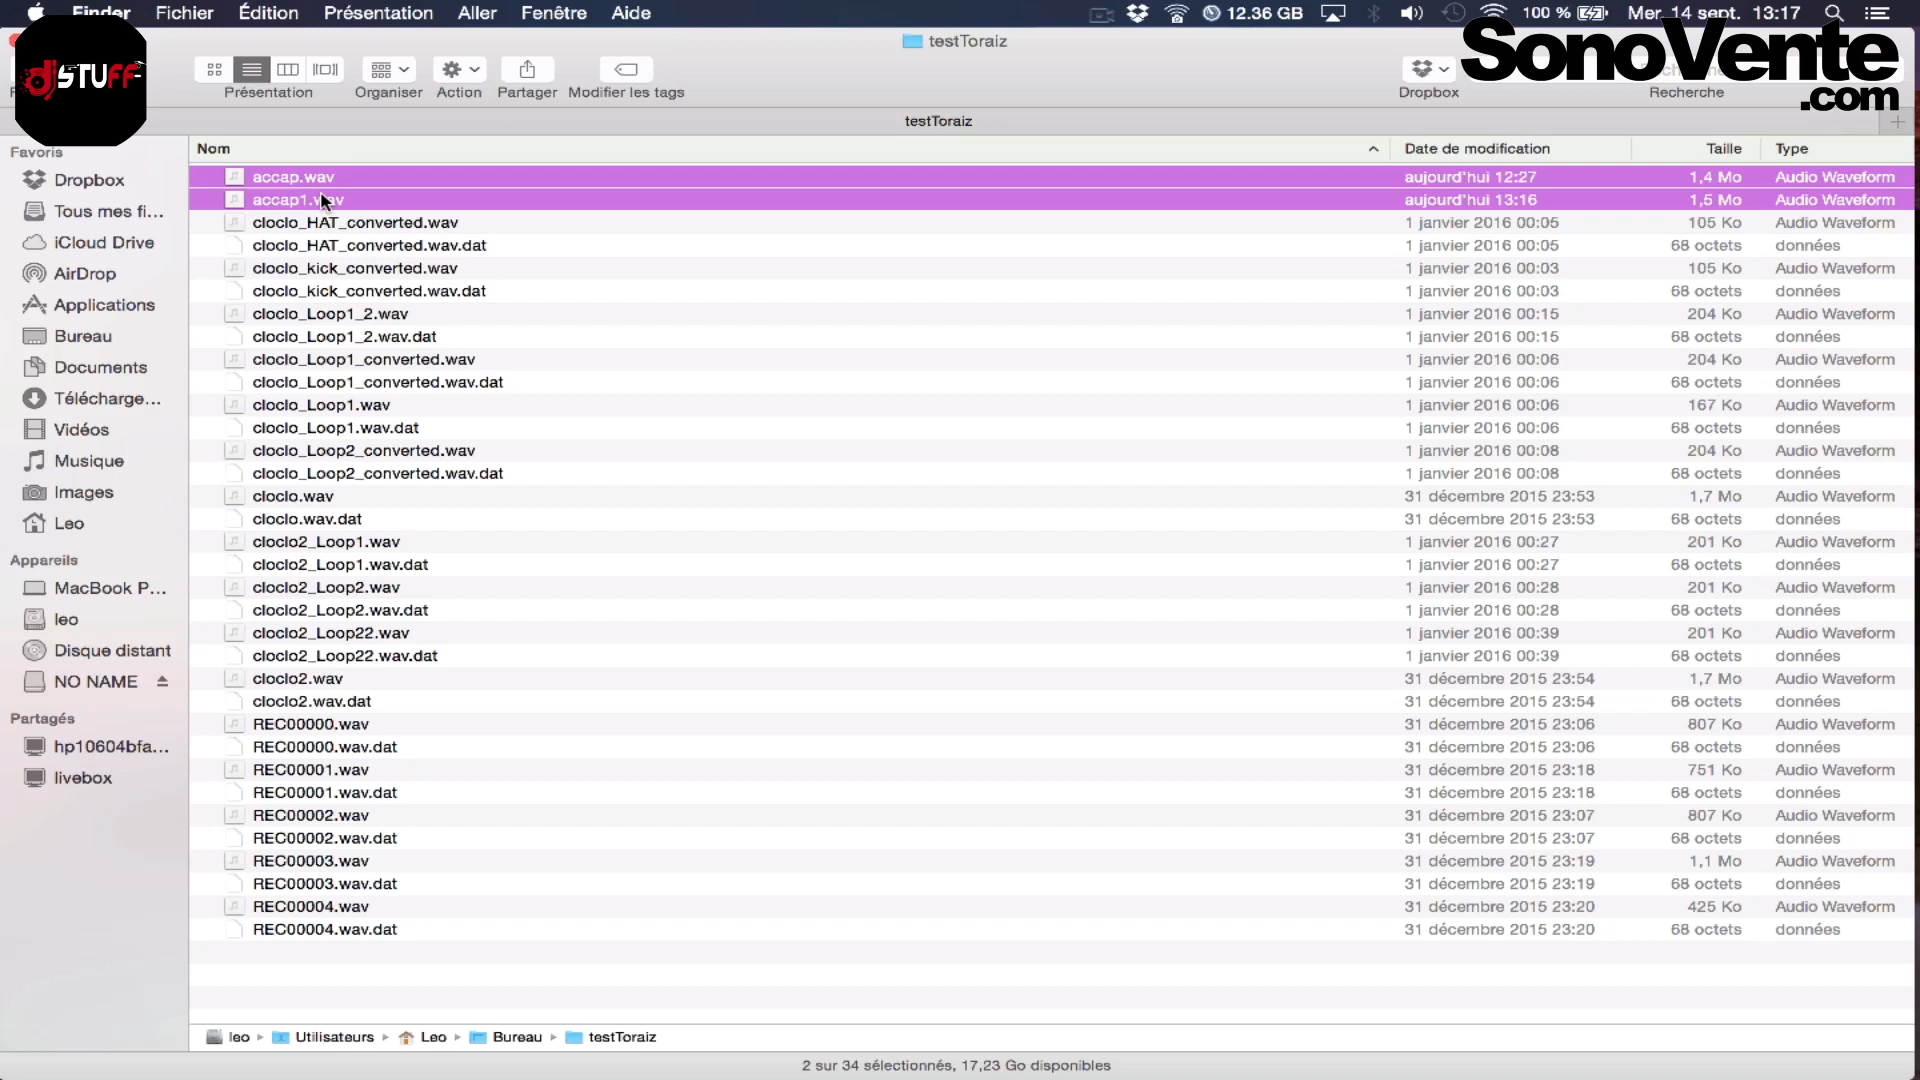 Finder Fichier Édition Présentation Aller Fenêtre Aide 12.36 GB 100 % Mer. 14 sept. 13:17
djSTUFF
SonoVente
.com
testToraiz
Présentation Organiser Action Partager Modifier les tags Dropbox Recherche
testToraiz
Favoris
Dropbox
Tous mes fi...
iCloud Drive
AirDrop
Applications
Bureau
Documents
Télécharge...
Vidéos
Musique
Images
Leo
Appareils
MacBook P...
leo
Disque distant
NO NAME
Partagés
hp10604bfa...
livebox
Nom Date de modification Taille Type
accap.wav aujourd'hui 12:27 1,4 Mo Audio Waveform
accap1.wav aujourd'hui 13:16 1,5 Mo Audio Waveform
cloclo_HAT_converted.wav 1 janvier 2016 00:05 105 Ko Audio Waveform
cloclo_HAT_converted.wav.dat 1 janvier 2016 00:05 68 octets données
cloclo_kick_converted.wav 1 janvier 2016 00:03 105 Ko Audio Waveform
cloclo_kick_converted.wav.dat 1 janvier 2016 00:03 68 octets données
cloclo_Loop1_2.wav 1 janvier 2016 00:15 204 Ko Audio Waveform
cloclo_Loop1_2.wav.dat 1 janvier 2016 00:15 68 octets données
cloclo_Loop1_converted.wav 1 janvier 2016 00:06 204 Ko Audio Waveform
cloclo_Loop1_converted.wav.dat 1 janvier 2016 00:06 68 octets données
cloclo_Loop1.wav 1 janvier 2016 00:06 167 Ko Audio Waveform
cloclo_Loop1.wav.dat 1 janvier 2016 00:06 68 octets données
cloclo_Loop2_converted.wav 1 janvier 2016 00:08 204 Ko Audio Waveform
cloclo_Loop2_converted.wav.dat 1 janvier 2016 00:08 68 octets données
cloclo.wav 31 décembre 2015 23:53 1,7 Mo Audio Waveform
cloclo.wav.dat 31 décembre 2015 23:53 68 octets données
cloclo2_Loop1.wav 1 janvier 2016 00:27 201 Ko Audio Waveform
cloclo2_Loop1.wav.dat 1 janvier 2016 00:27 68 octets données
cloclo2_Loop2.wav 1 janvier 2016 00:28 201 Ko Audio Waveform
cloclo2_Loop2.wav.dat 1 janvier 2016 00:28 68 octets données
cloclo2_Loop22.wav 1 janvier 2016 00:39 201 Ko Audio Waveform
cloclo2_Loop22.wav.dat 1 janvier 2016 00:39 68 octets données
cloclo2.wav 31 décembre 2015 23:54 1,7 Mo Audio Waveform
cloclo2.wav.dat 31 décembre 2015 23:54 68 octets données
REC00000.wav 31 décembre 2015 23:06 807 Ko Audio Waveform
REC00000.wav.dat 31 décembre 2015 23:06 68 octets données
REC00001.wav 31 décembre 2015 23:18 751 Ko Audio Waveform
REC00001.wav.dat 31 décembre 2015 23:18 68 octets données
REC00002.wav 31 décembre 2015 23:07 807 Ko Audio Waveform
REC00002.wav.dat 31 décembre 2015 23:07 68 octets données
REC00003.wav 31 décembre 2015 23:19 1,1 Mo Audio Waveform
REC00003.wav.dat 31 décembre 2015 23:19 68 octets données
REC00004.wav 31 décembre 2015 23:20 425 Ko Audio Waveform
REC00004.wav.dat 31 décembre 2015 23:20 68 octets données
leo Utilisateurs Leo Bureau testToraiz
2 sur 34 sélectionnés, 17,23 Go disponibles